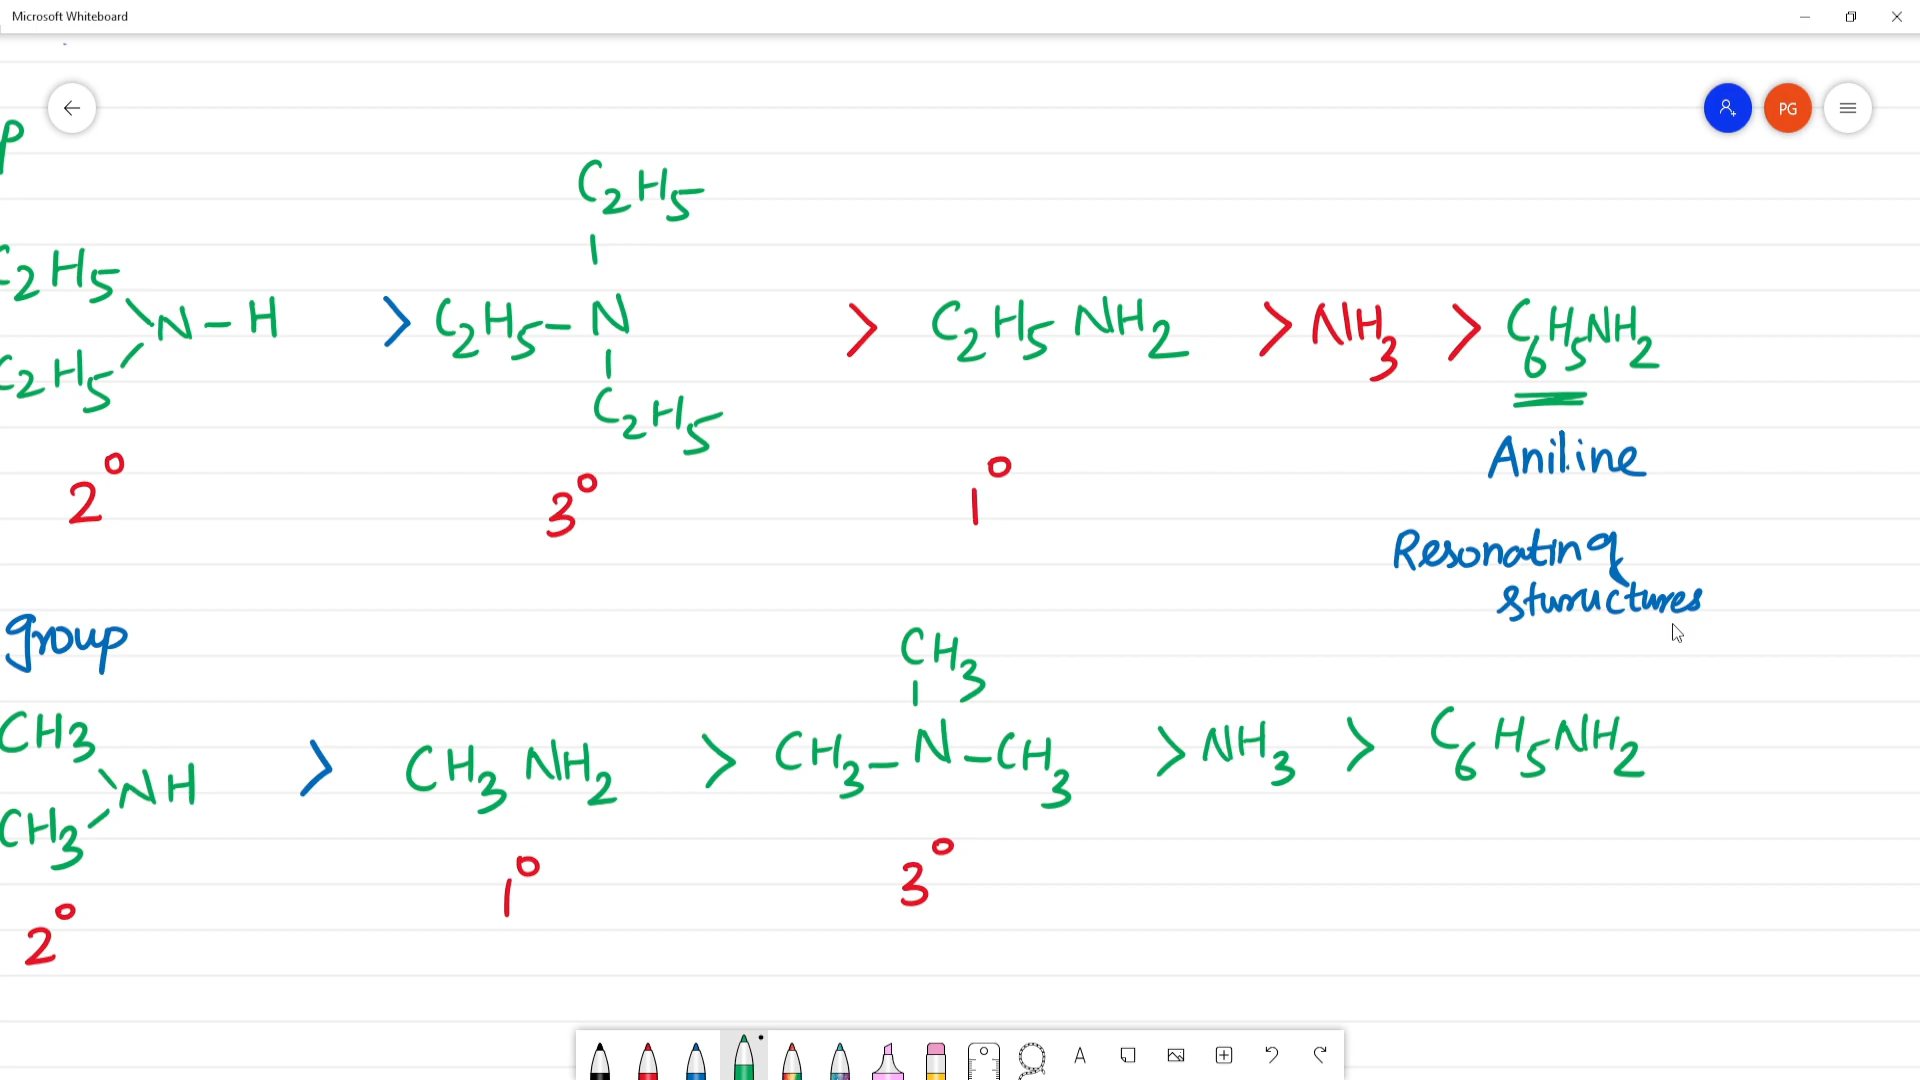 Microsoft Whiteboard
PG
p
C2H5
C2H5
N-H
C2H5
> C2H5-N
C2H5
> C2H5NH2 > NH3 > C6H5NH2
2° 3° 1°
Aniline
Resonating
structures
group
CH3
CH3
NH > CH3NH2 > CH3-N-CH3 > NH3 > C6H5NH2
CH3
2° 1° 3°
A